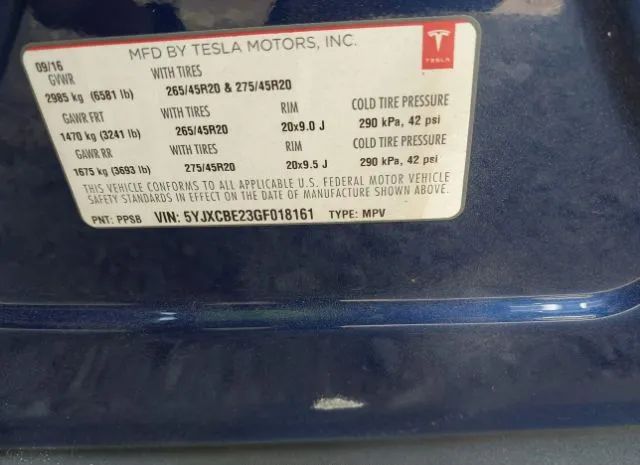 MFD BY TESLA MOTORS, INC.
TESLA
09/16
GVWR WITH TIRES
2985 kg (6581 lb) 265/45R20 & 275/45R20
GAWR FRT WITH TIRES RIM COLD TIRE PRESSURE
1470 kg (3241 lb) 265/45R20 20x9.0 J 290 kPa, 42 psi
GAWR RR WITH TIRES RIM COLD TIRE PRESSURE
1675 kg (3693 lb) 275/45R20 20x9.5 J 290 kPa, 42 psi
THIS VEHICLE CONFORMS TO ALL APPLICABLE U.S. FEDERAL MOTOR VEHICLE
SAFETY STANDARDS IN EFFECT ON THE DATE OF MANUFACTURE SHOWN ABOVE.
PNT: PPSB VIN: 5YJXCBE23GF018161 TYPE: MPV